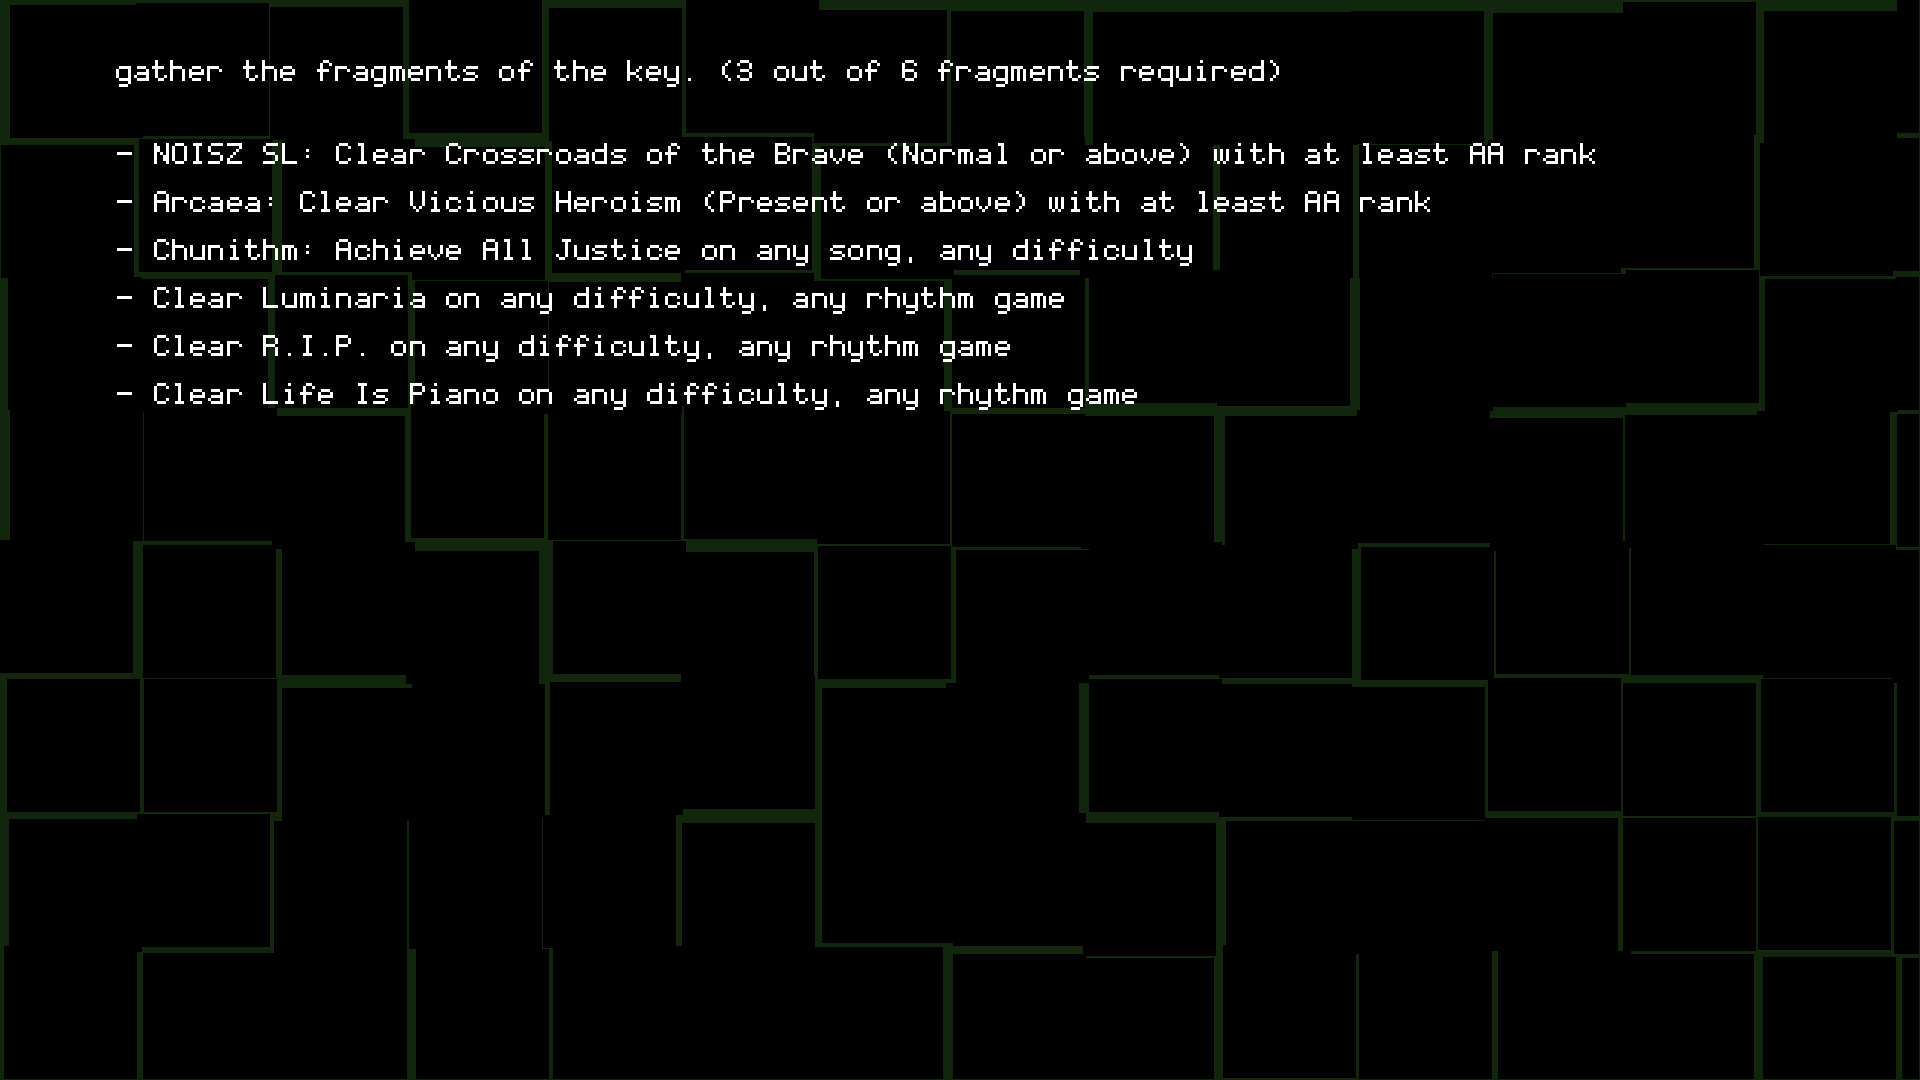 gather the fragments of the key. (3 out of 6 fragments required)
- NOISZ SL: Clear Crossroads of the Brave (Normal or above) with at least AA rank
- Arcaea: Clear Vicious Heroism (Present or above) with at least AA rank
- Chunithm: Achieve All Justice on any song, any difficulty
- Clear Luminaria on any difficulty, any rhythm game
- Clear R.I.P. on any difficulty, any rhythm game
- Clear Life Is Piano on any difficulty, any rhythm game